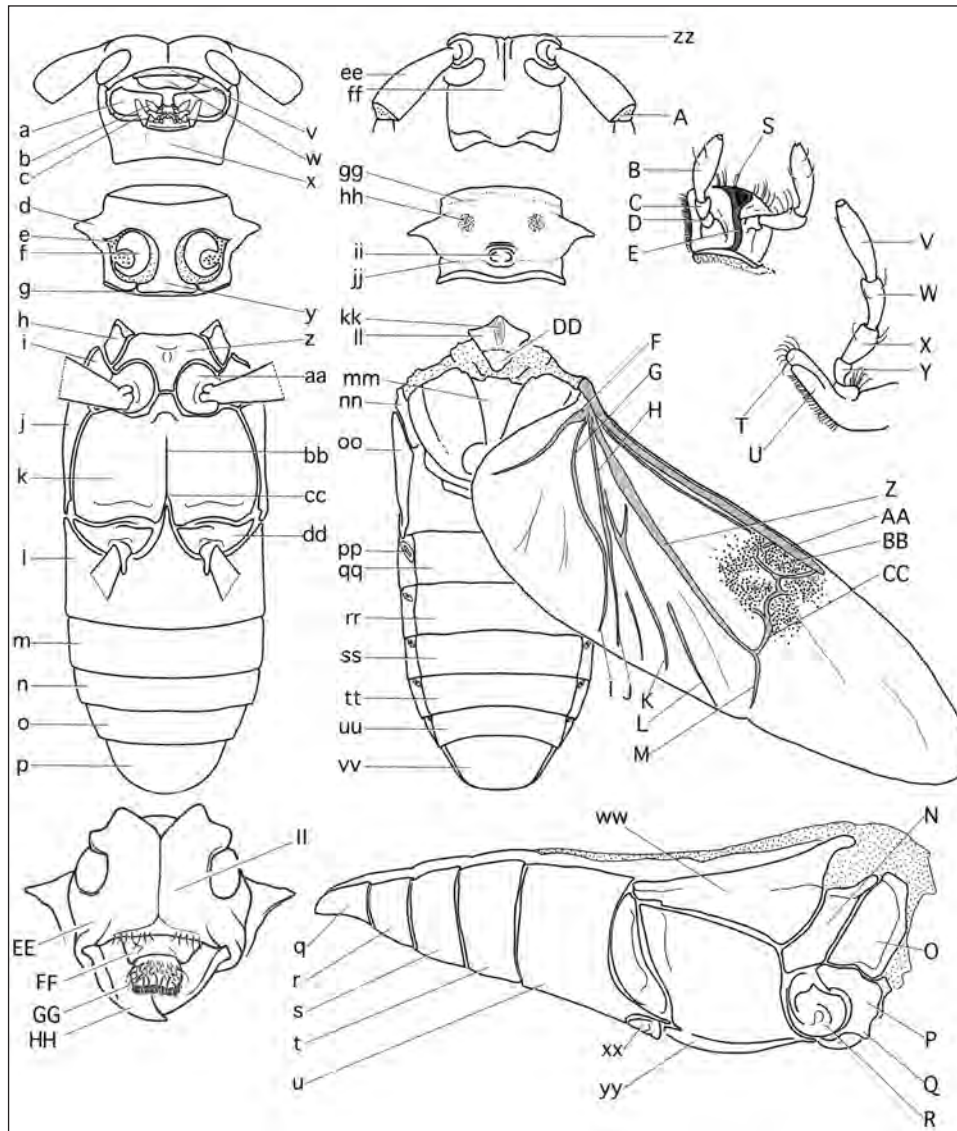 a
b
c
v
w
x
d
e
f
g
y
h
i
j
k
l
m
n
o
p
z
aa
bb
cc
dd
ee
ff
zz
A
gg
hh
ii
jj
kk
ll
mm
nn
oo
pp
qq
rr
ss
tt
uu
vv
DD
F
G
H
I
J
K
L
M
Z
AA
BB
CC
S
B
C
D
E
V
W
X
Y
T
U
II
EE
FF
GG
HH
ww
N
O
P
Q
R
q
r
s
t
u
xx
yy